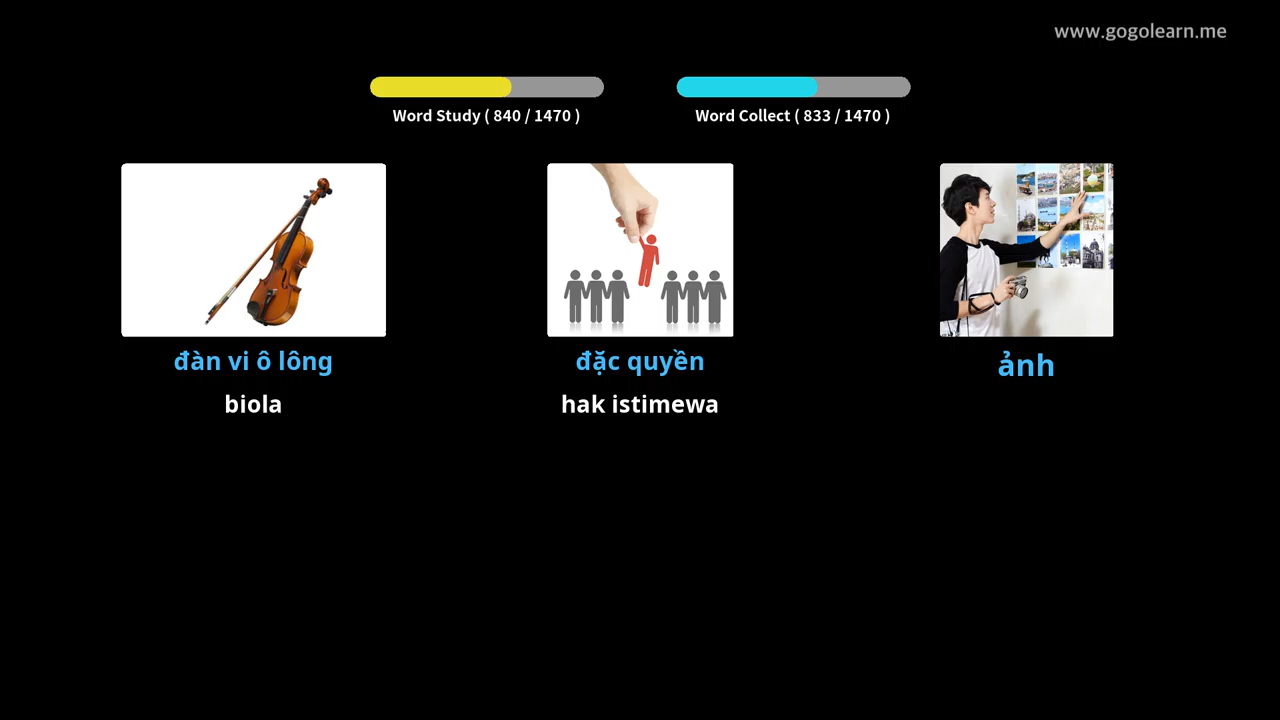 www.gogolearn.me
Word Study ( 840 / 1470 )
Word Collect ( 833 / 1470 )
đàn vi ô lông
biola
đặc quyền
hak istimewa
ảnh